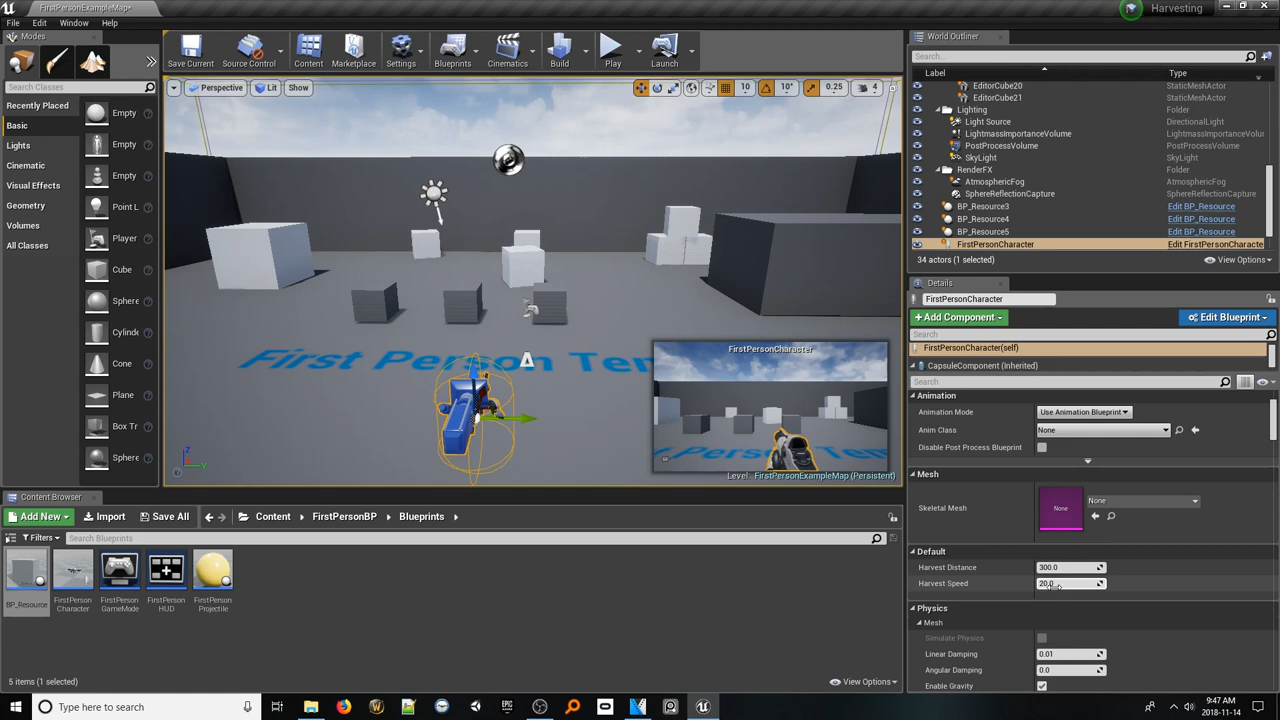 FirstPersonExampleMap*
Harvesting
File Edit Window Help
Modes
Search Classes
Recently Placed
Basic
Lights
Cinematic
Visual Effects
Geometry
Volumes
All Classes
Empty
Empty
Empty
Point L
Player
Cube
Sphere
Cylinde
Cone
Plane
Box Tr
Sphere
Save Current
Source Control
Content
Marketplace
Settings
Blueprints
Cinematics
Build
Play
Launch
Perspective Lit Show
10 10° 0.25 4
First Person Tem
FirstPersonCharacter
Level: FirstPersonExampleMap (Persistent)
World Outliner
Search...
Label Type
EditorCube20 StaticMeshActor
EditorCube21 StaticMeshActor
Lighting Folder
Light Source DirectionalLight
LightmassImportanceVolume LightmassImportanceVolu
PostProcessVolume PostProcessVolume
SkyLight SkyLight
RenderFX Folder
AtmosphericFog AtmosphericFog
SphereReflectionCapture SphereReflectionCapture
BP_Resource3 Edit BP_Resource
BP_Resource4 Edit BP_Resource
BP_Resource5 Edit BP_Resource
FirstPersonCharacter Edit FirstPersonCharacte
34 actors (1 selected) View Options
Details
FirstPersonCharacter
+ Add Component Edit Blueprint
Search
FirstPersonCharacter(self)
CapsuleComponent (Inherited)
Search
Animation
Animation Mode Use Animation Blueprint
Anim Class None
Disable Post Process Blueprint
Mesh
Skeletal Mesh None None
Default
Harvest Distance 300.0
Harvest Speed 20.0
Physics
Mesh
Simulate Physics
Linear Damping 0.01
Angular Damping 0.0
Enable Gravity
Content Browser
Add New Import Save All Content FirstPersonBP Blueprints
Filters Search Blueprints
BP_Resource
FirstPerson
Character
FirstPerson
GameMode
FirstPerson
HUD
FirstPerson
Projectile
5 items (1 selected) View Options
Type here to search
9:47 AM
2018-11-14